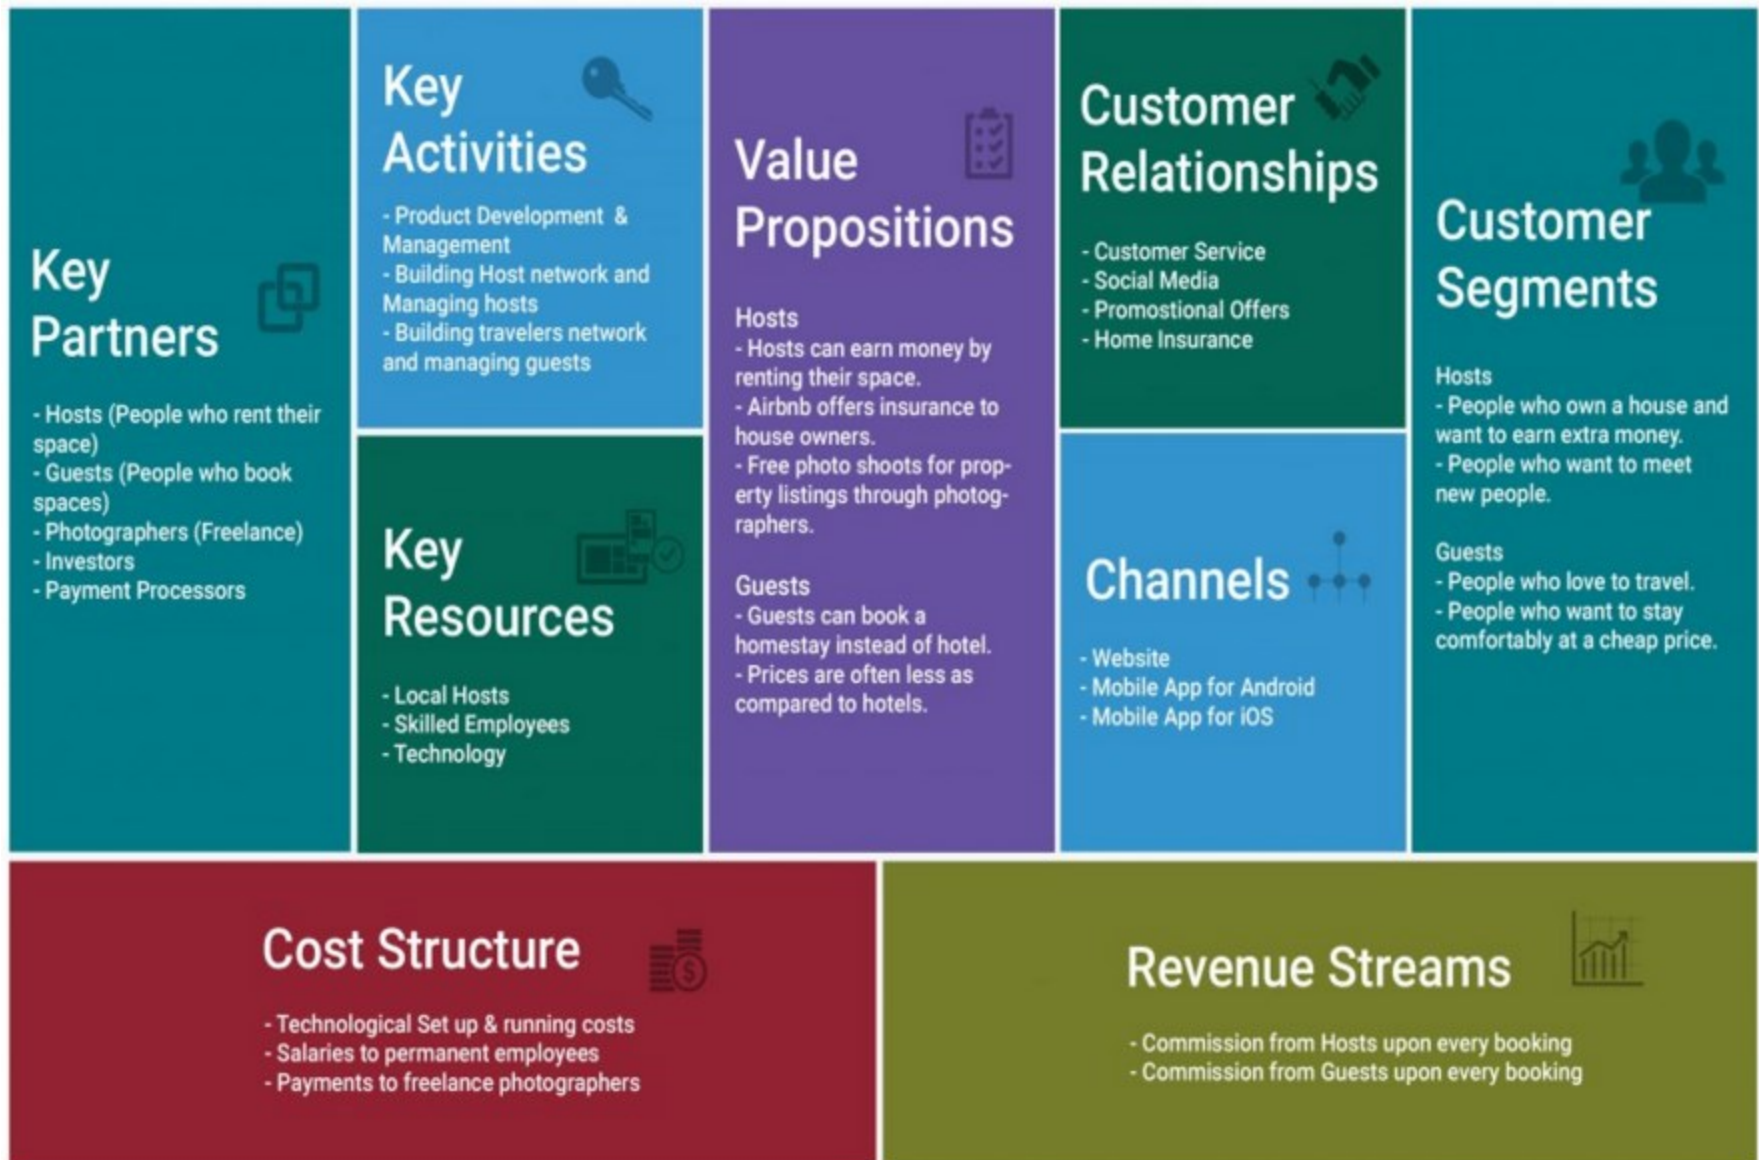 Key
Partners
- Hosts (People who rent their
space)
- Guests (People who book
spaces)
- Photographers (Freelance)
- Investors
- Payment Processors
Key
Activities
- Product Development &
Management
- Building Host network and
Managing hosts
- Building travelers network
and managing guests
Key
Resources
- Local Hosts
- Skilled Employees
- Technology
Value
Propositions
Hosts
- Hosts can earn money by
renting their space.
- Airbnb offers insurance to
house owners.
- Free photo shoots for prop-
erty listings through photog-
raphers.
Guests
- Guests can book a
homestay instead of hotel.
- Prices are often less as
compared to hotels.
Customer
Relationships
- Customer Service
- Social Media
- Promostional Offers
- Home Insurance
Channels
- Website
- Mobile App for Android
- Mobile App for iOS
Customer
Segments
Hosts
- People who own a house and
want to earn extra money.
- People who want to meet
new people.
Guests
- People who love to travel.
- People who want to stay
comfortably at a cheap price.
Cost Structure
- Technological Set up & running costs
- Salaries to permanent employees
- Payments to freelance photographers
Revenue Streams
- Commission from Hosts upon every booking
- Commission from Guests upon every booking